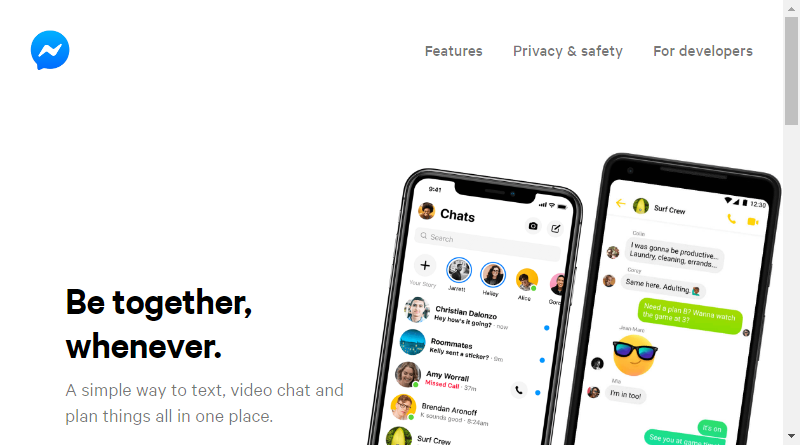 Features
Privacy & safety
For developers
Be together,
whenever.
A simple way to text, video chat and
plan things all in one place.
9:41
Chats
Search
Your Story
Jarrett
Hailey
Alice
Christian Dalonzo
Hey how's it going? · now
Roommates
Kelly sent a sticker? · 9m
Amy Worrall
Missed Call · 37m
Brendan Aronoff
K sounds good · 8:24am
Surf Crew
12:30
Surf Crew
I was gonna be productive...
Laundry, cleaning, errands...
Same here. Adulting.
Need a plan B? Wanna watch
the game at 3?
Jean-Marc
Mia
I'm in too!
It's on
See you at game